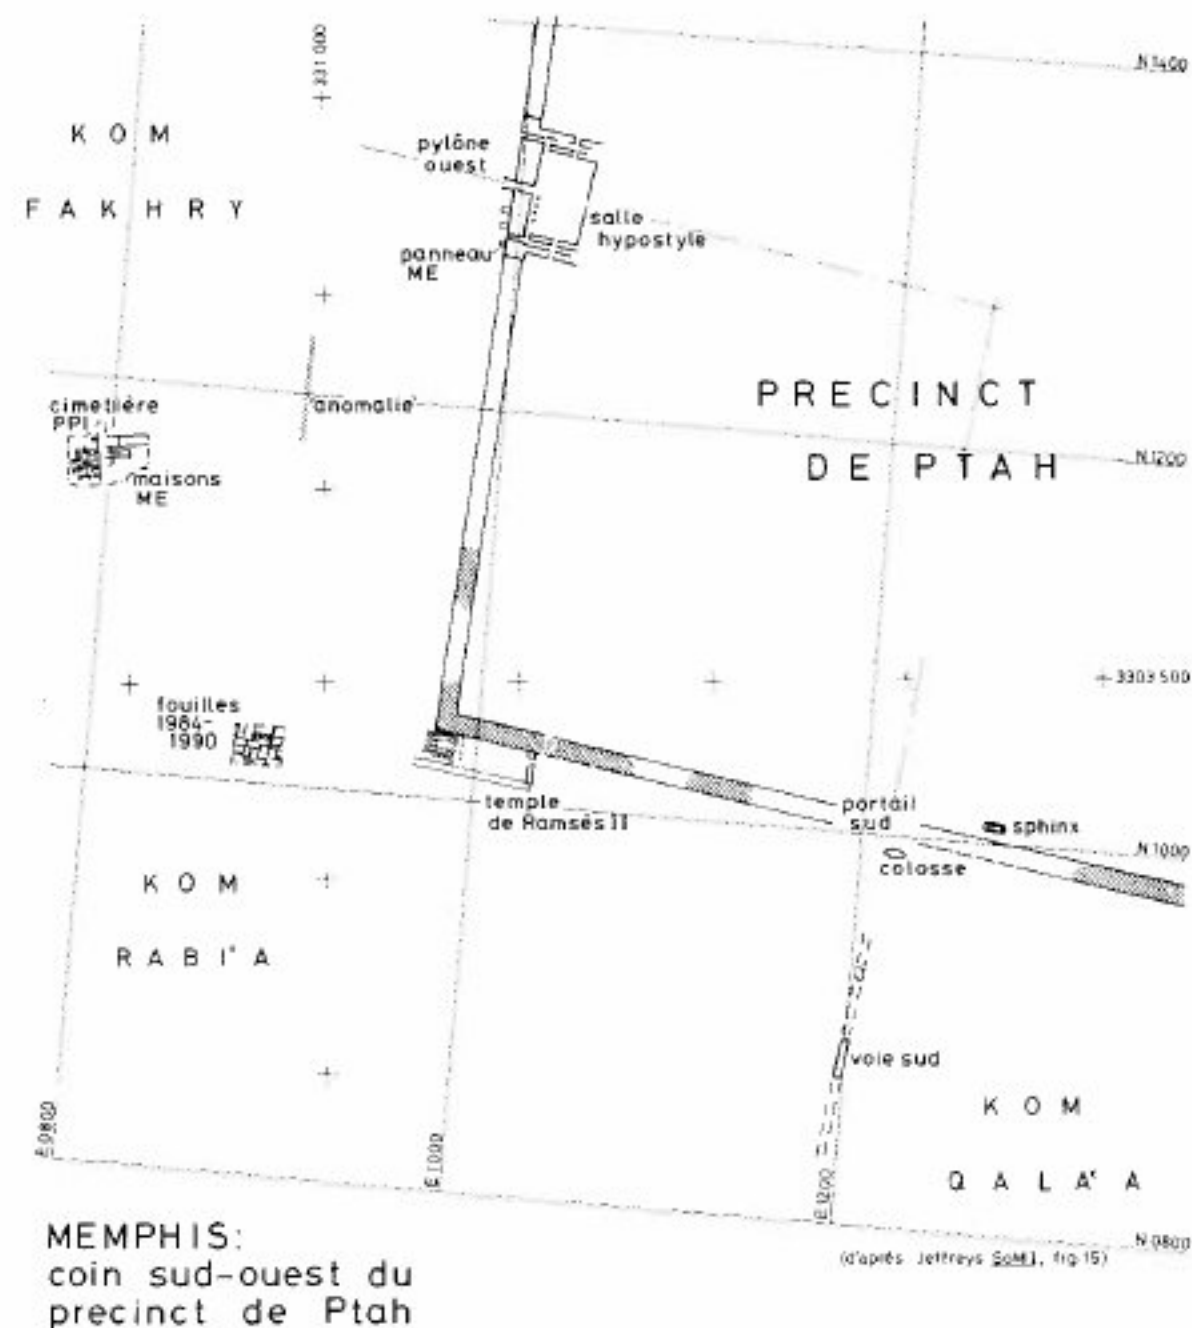 331 000
N 1400
KOM
FAKHRY
pylône
ouest
salle
hypostyle
panneau
ME
cimetière
PPI
'anomalie'
PRECINCT
DE PTAH
N 1200
maisons
ME
3303 500
fouilles
1984-
1990
temple
de Ramsès II
portail
sud
sphinx
colosse
N 1000
KOM
RABI'A
voie sud
KOM
QALA'A
E 0800
E 1000
E 1200
N 0800
MEMPHIS:
coin sud-ouest du
precinct de Ptah
(d'après Jeffreys SoM I, fig 15)